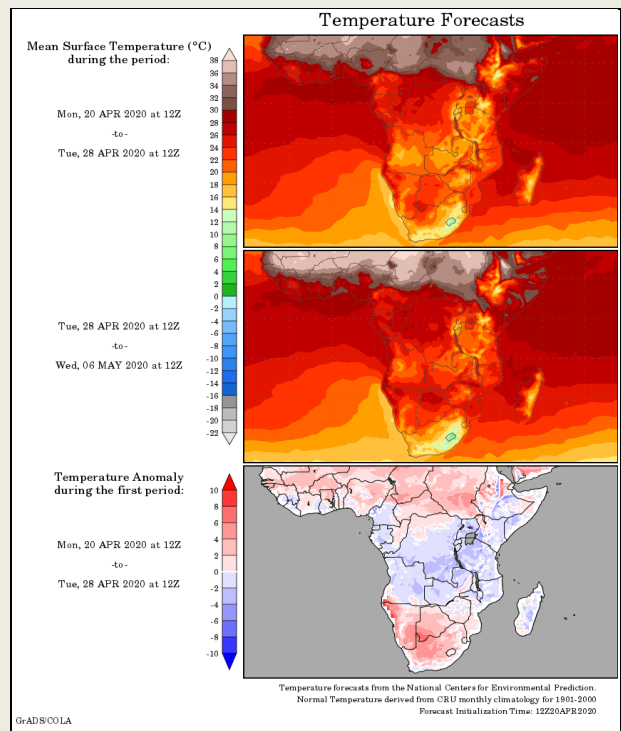 Temperature Forecasts
Mean Surface Temperature (°C)
during the period:
Mon, 20 APR 2020 at 12Z
-to-
Tue, 28 APR 2020 at 12Z
38
36
34
32
30
28
26
24
22
20
18
16
14
12
10
8
6
4
2
0
-2
-4
-6
-8
-10
-12
-14
-16
-18
-20
-22
Tue, 28 APR 2020 at 12Z
-to-
Wed, 06 MAY 2020 at 12Z
Temperature Anomaly
during the first period:
Mon, 20 APR 2020 at 12Z
-to-
Tue, 28 APR 2020 at 12Z
10
8
6
4
2
0
-2
-4
-6
-8
-10
Temperature forecasts from the National Centers for Environmental Prediction.
Normal Temperature derived from CRU monthly climatology for 1901-2000
Forecast Initialization Time: 12Z20APR2020
GrADS/COLA